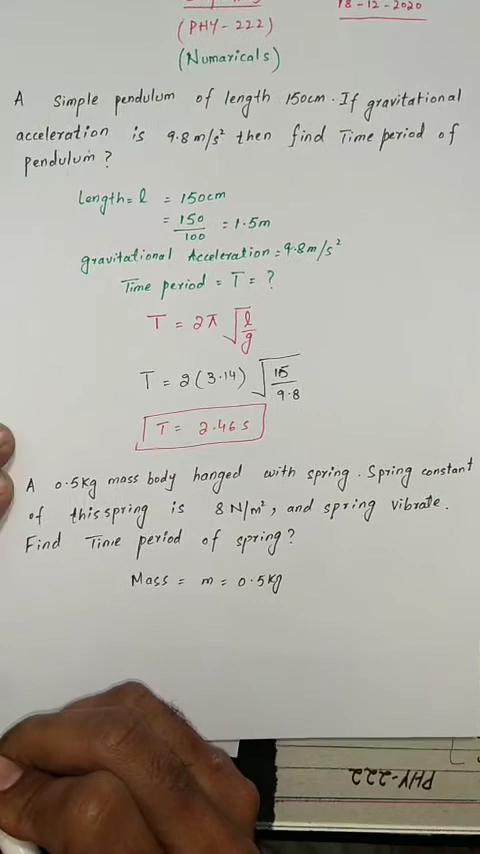 18-12-2020
(PHY-222)
(Numaricals)
A Simple pendulum of length 150cm. If gravitational
acceleration is 9.8 m/s² then find Time period of
pendulum?
Length = l = 150cm
= 150/100 = 1.5m
gravitational Acceleration = 9.8m/s²
Time period = T = ?
T = 2π √(l/g)
T = 2(3.14) √(15/9.8)
T = 2.46 s
A 0.5Kg mass body hanged with spring. Spring constant
of this spring is 8 N/m², and spring vibrate.
Find Time period of spring?
Mass = m = 0.5kg
PHY-222